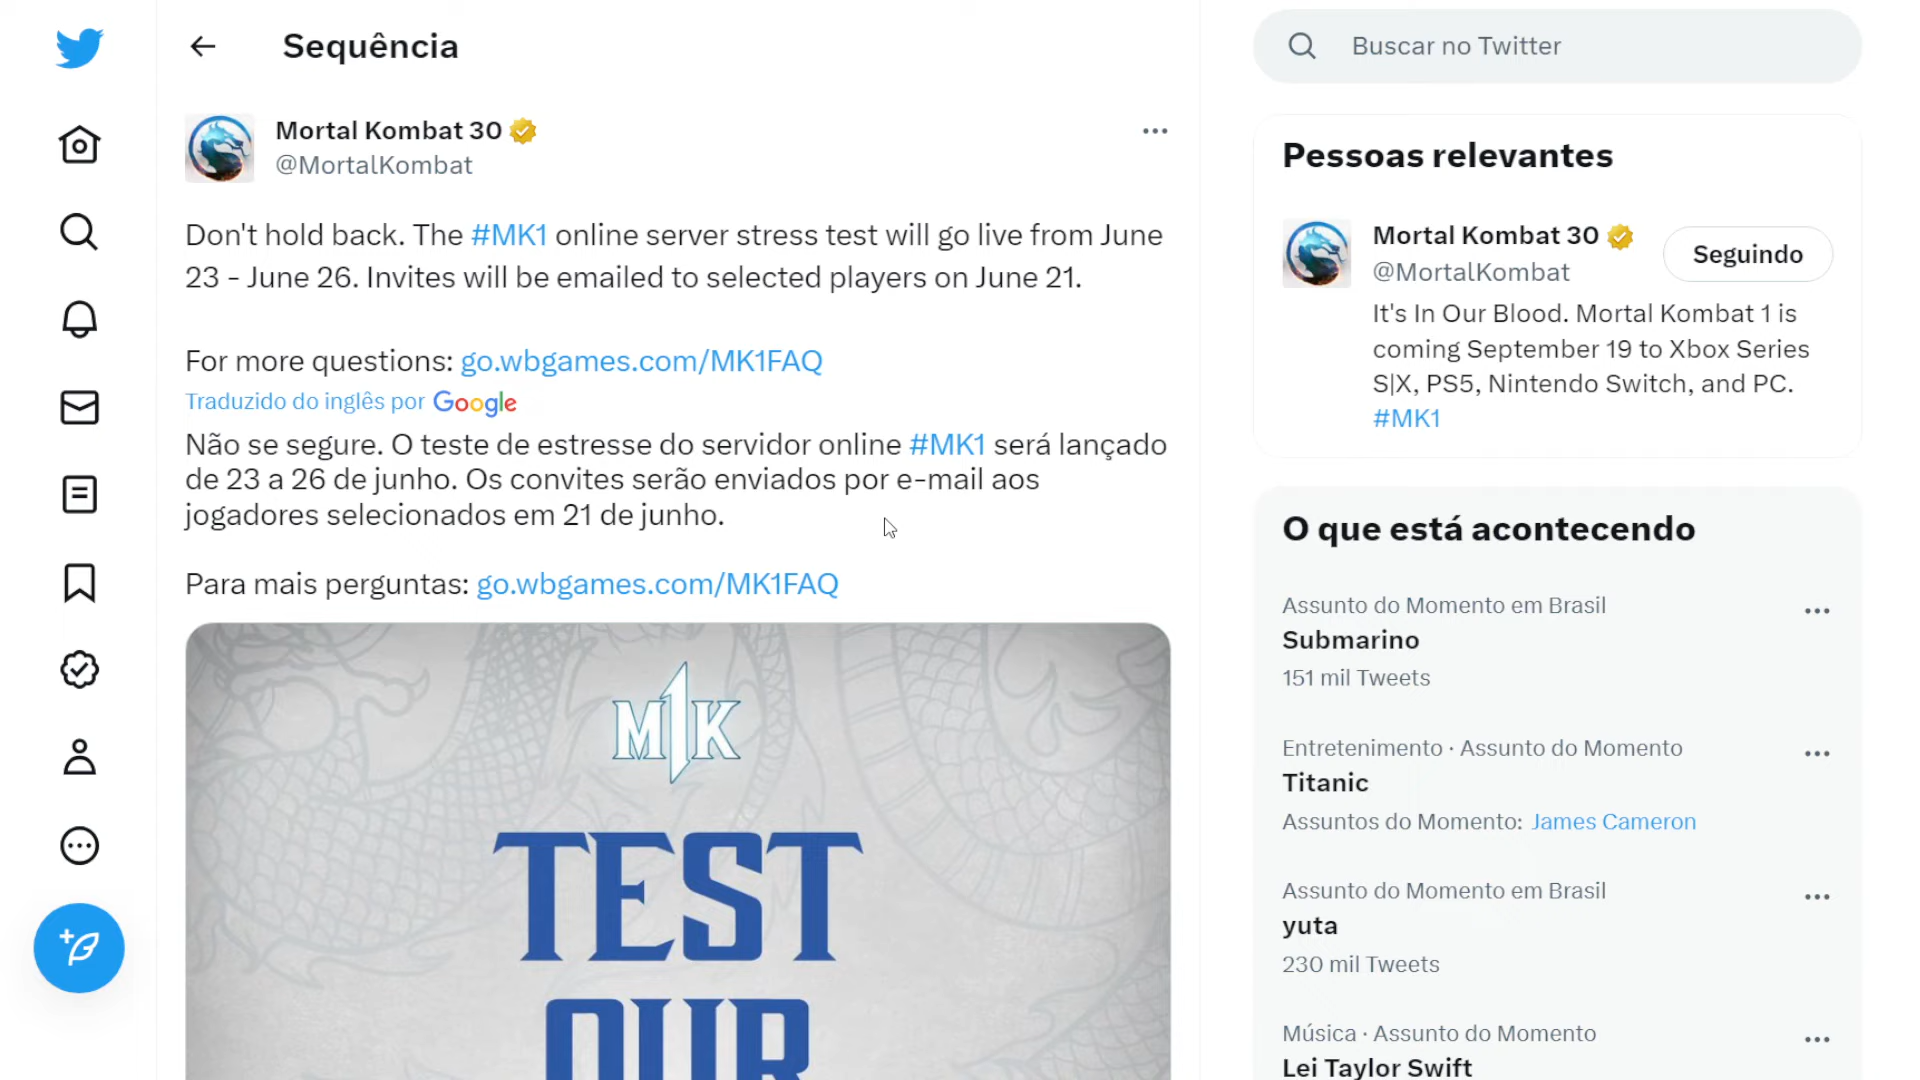 Sequência
Mortal Kombat 30
@MortalKombat
Don't hold back. The #MK1 online server stress test will go live from June
23 - June 26. Invites will be emailed to selected players on June 21.
For more questions: go.wbgames.com/MK1FAQ
Traduzido do inglês por Google
Não se segure. O teste de estresse do servidor online #MK1 será lançado
de 23 a 26 de junho. Os convites serão enviados por e-mail aos
jogadores selecionados em 21 de junho.
Para mais perguntas: go.wbgames.com/MK1FAQ
M1K
TEST
OUR
Buscar no Twitter
Pessoas relevantes
Mortal Kombat 30
@MortalKombat
Seguindo
It's In Our Blood. Mortal Kombat 1 is
coming September 19 to Xbox Series
S|X, PS5, Nintendo Switch, and PC.
#MK1
O que está acontecendo
Assunto do Momento em Brasil
Submarino
151 mil Tweets
Entretenimento · Assunto do Momento
Titanic
Assuntos do Momento: James Cameron
Assunto do Momento em Brasil
yuta
230 mil Tweets
Música · Assunto do Momento
Lei Taylor Swift